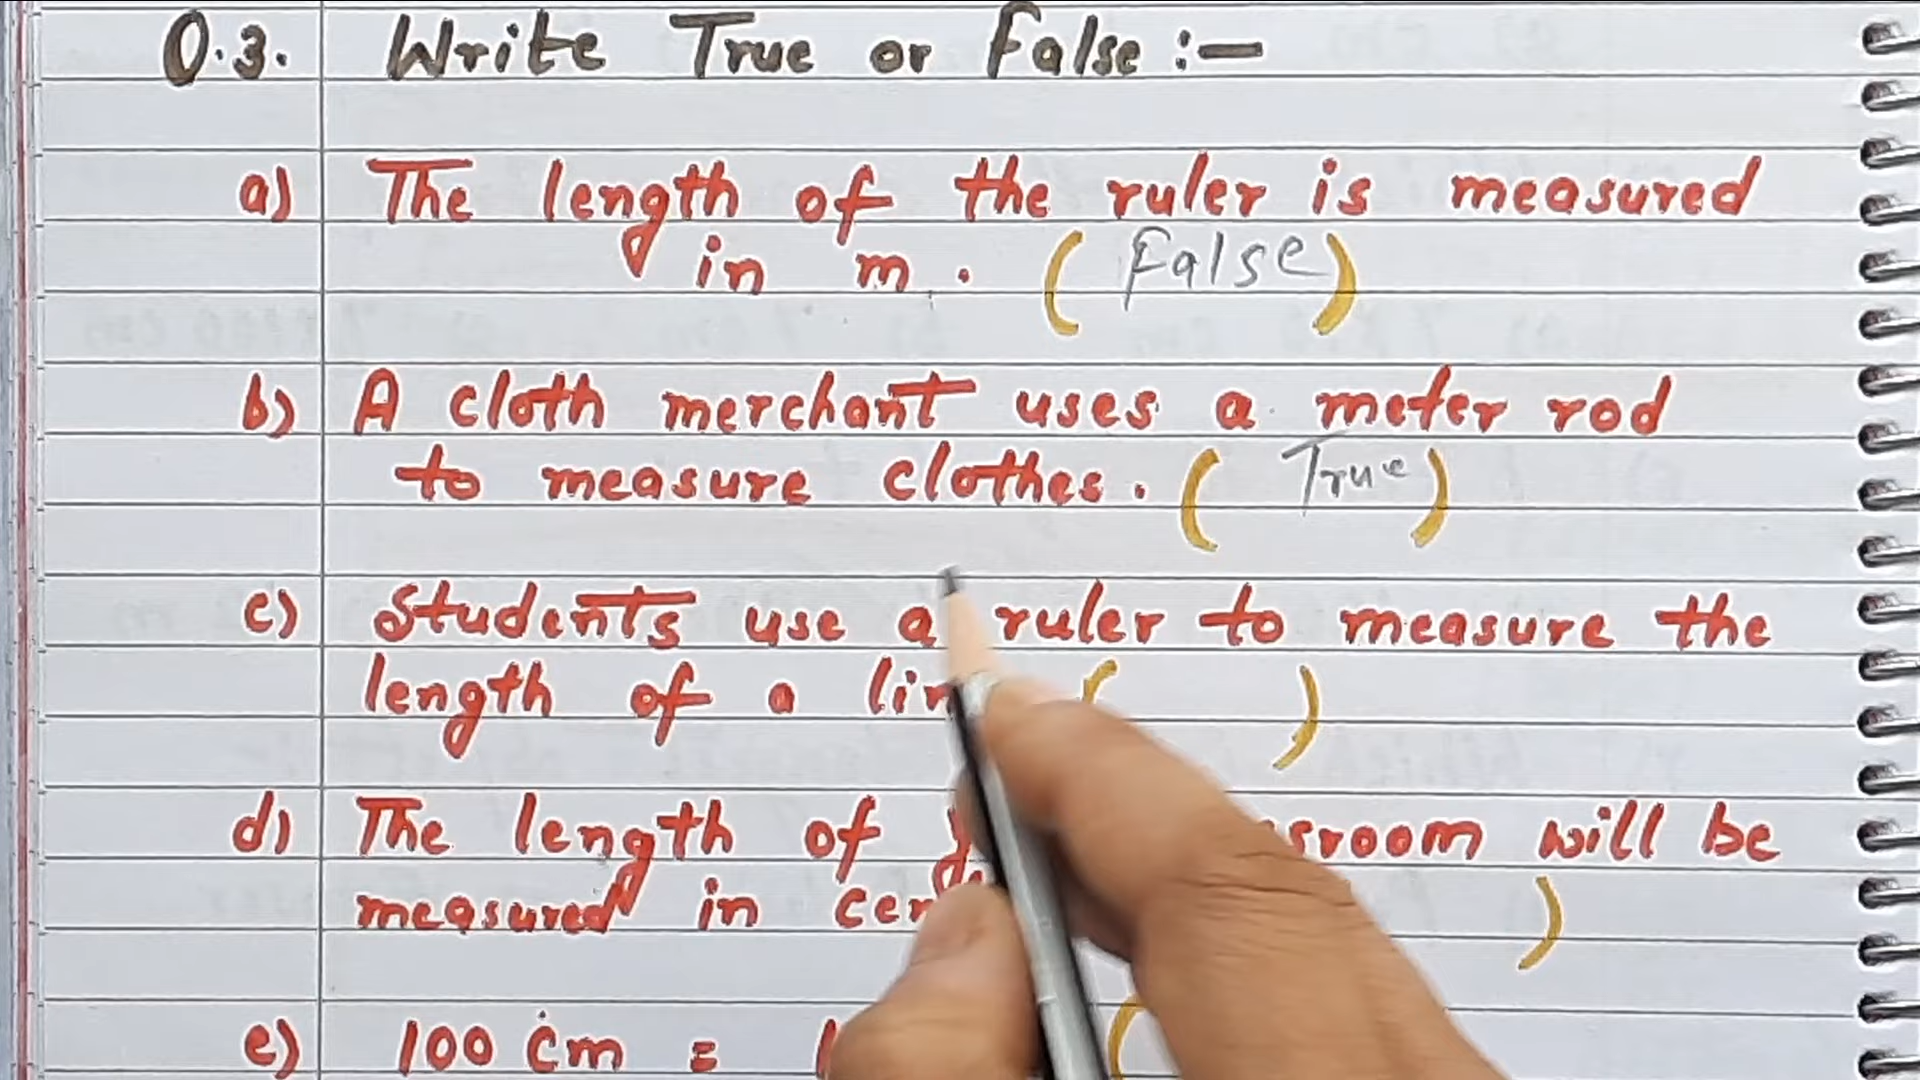 Q.3. Write True or False :-
a) The length of the ruler is measured
in m. ( False )
b) A cloth merchant uses a meter rod
to measure clothes. ( True )
c) Students use a ruler to measure the
length of a ( )
d) The length of will be
measured in )
e) 100 cm = (